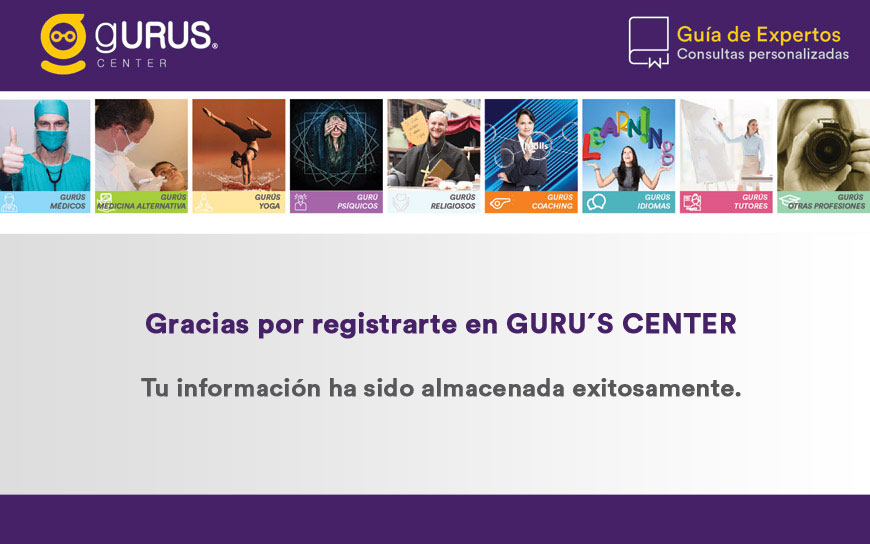 gURUS®
CENTER
Guía de Expertos
Consultas personalizadas
GURÚS
MÉDICOS
GURÚS
MEDICINA ALTERNATIVA
GURÚS
YOGA
GURÚ
PSÍQUICOS
GURÚS
RELIGIOSOS
Skills
GURÚS
COACHING
LEARNING
GURÚS
IDIOMAS
GURÚS
TUTORES
GURÚS
OTRAS PROFESIONES
Gracias por registrarte en GURU´S CENTER
Tu información ha sido almacenada exitosamente.